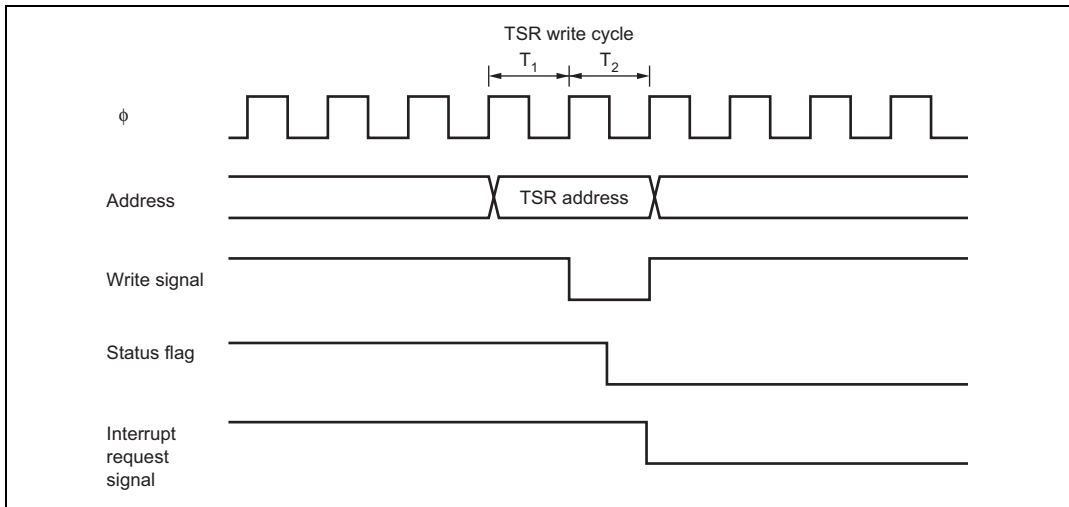 TSR write cycle
T1 T2
ϕ
Address
TSR address
Write signal
Status flag
Interrupt
request
signal